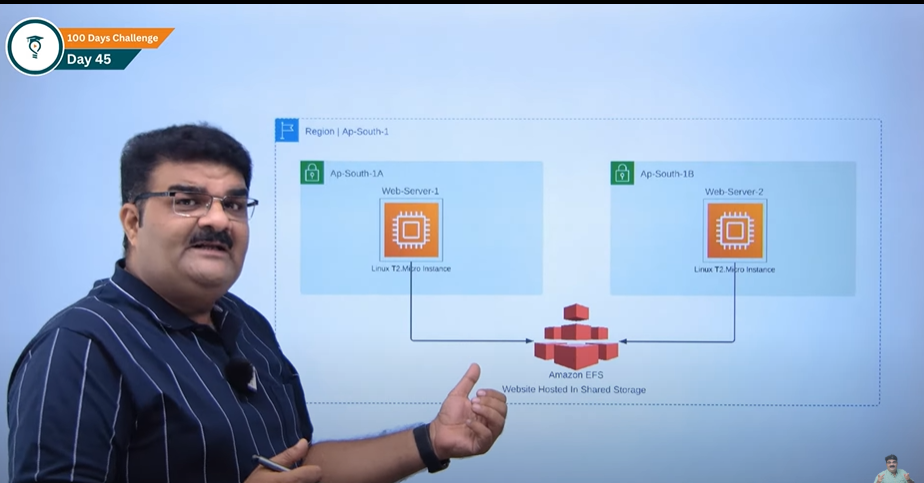 100 Days Challenge
Day 45
Region | Ap-South-1
Ap-South-1A
Ap-South-1B
Web-Server-1
Web-Server-2
Linux T2.Micro Instance
Linux T2.Micro Instance
Amazon EFS
Website Hosted In Shared Storage